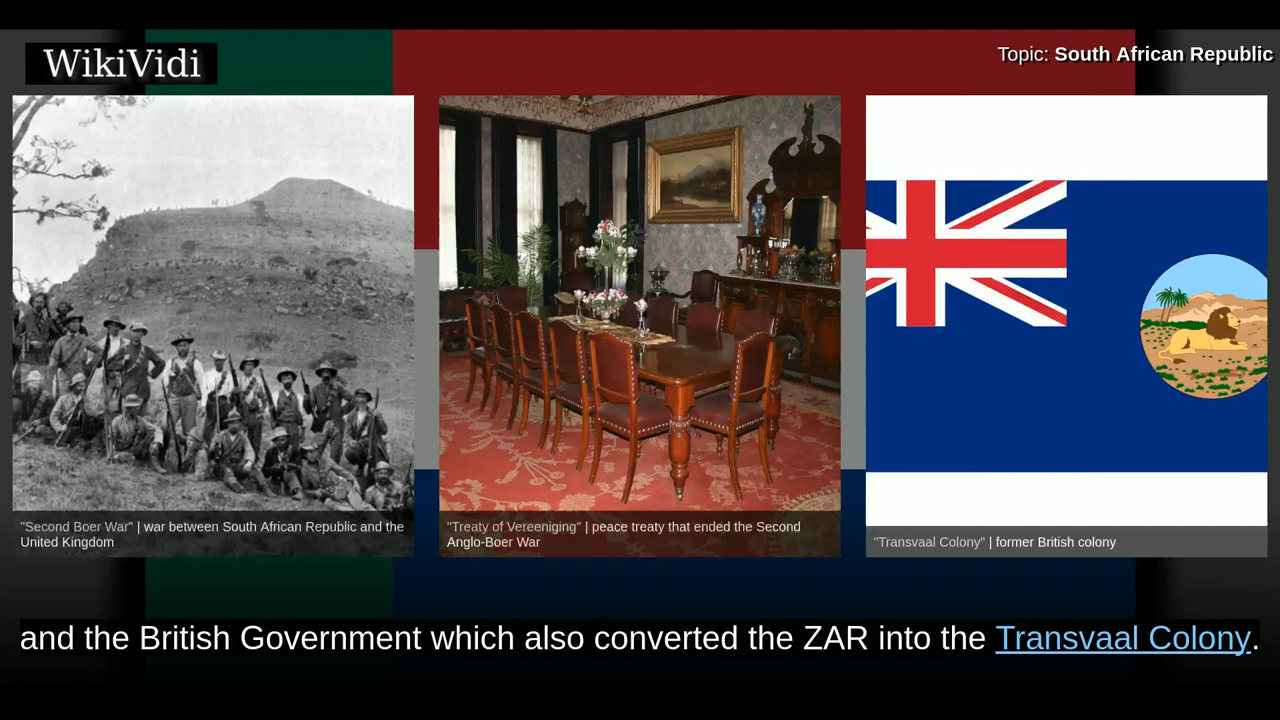 WikiVidi
Topic: South African Republic
"Second Boer War" | war between South African Republic and the
United Kingdom
"Treaty of Vereeniging" | peace treaty that ended the Second
Anglo-Boer War
"Transvaal Colony" | former British colony
and the British Government which also converted the ZAR into the Transvaal Colony.